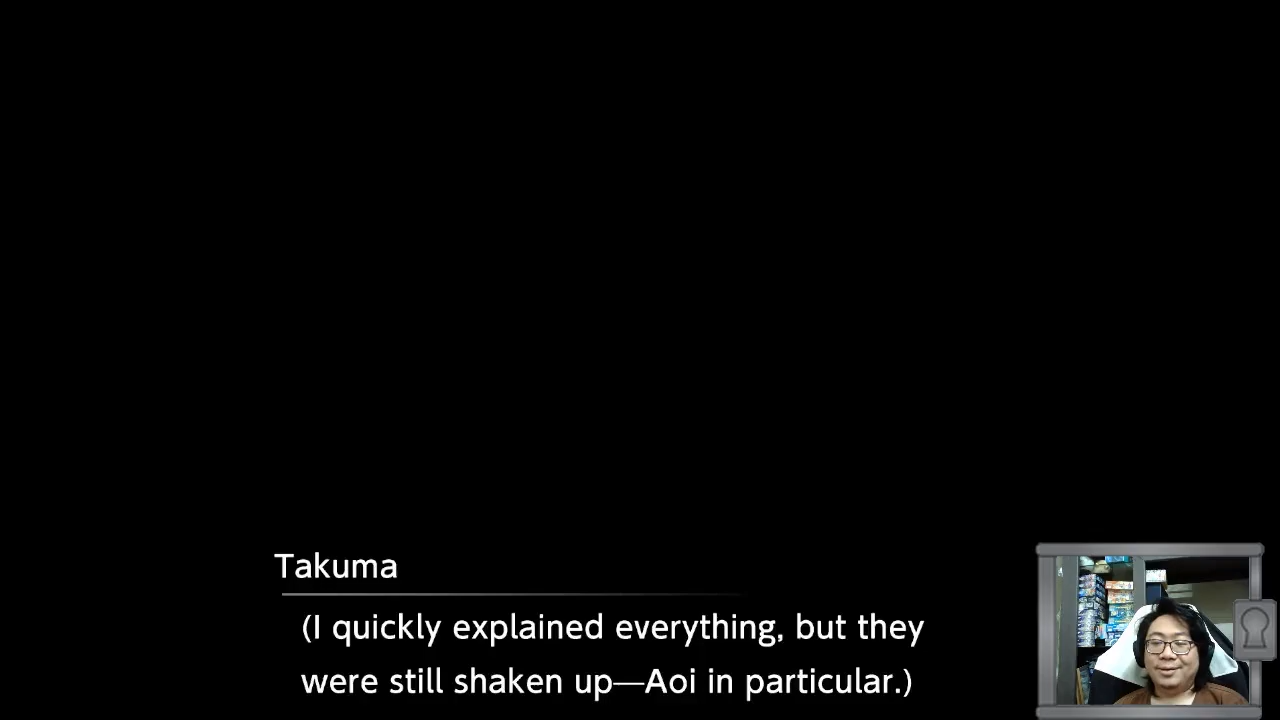 Takuma
(I quickly explained everything, but they
were still shaken up—Aoi in particular.)